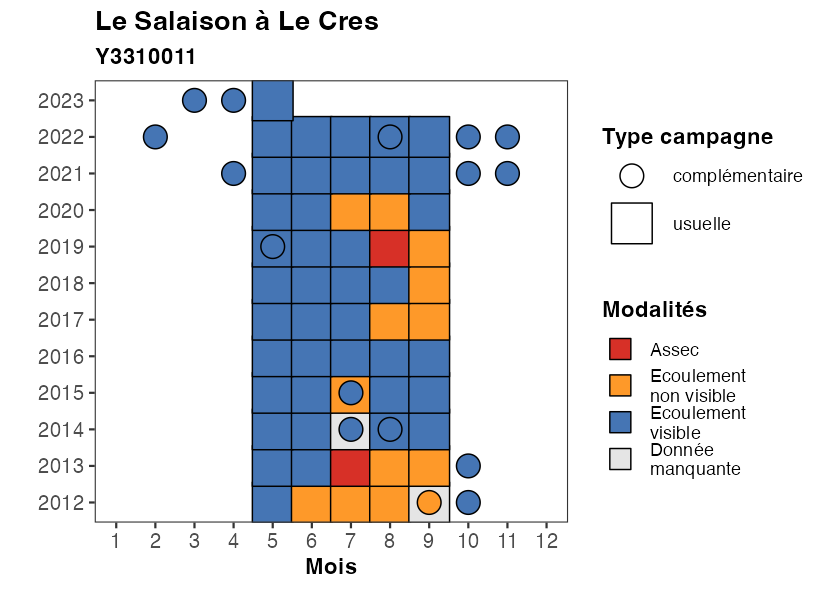 Le Salaison à Le Cres
Y3310011
2023
2022
2021
2020
2019
2018
2017
2016
2015
2014
2013
2012
1 2 3 4 5 6 7 8 9 10 11 12
Mois
Type campagne
complémentaire
usuelle
Modalités
Assec
Ecoulement
non visible
Ecoulement
visible
Donnée
manquante